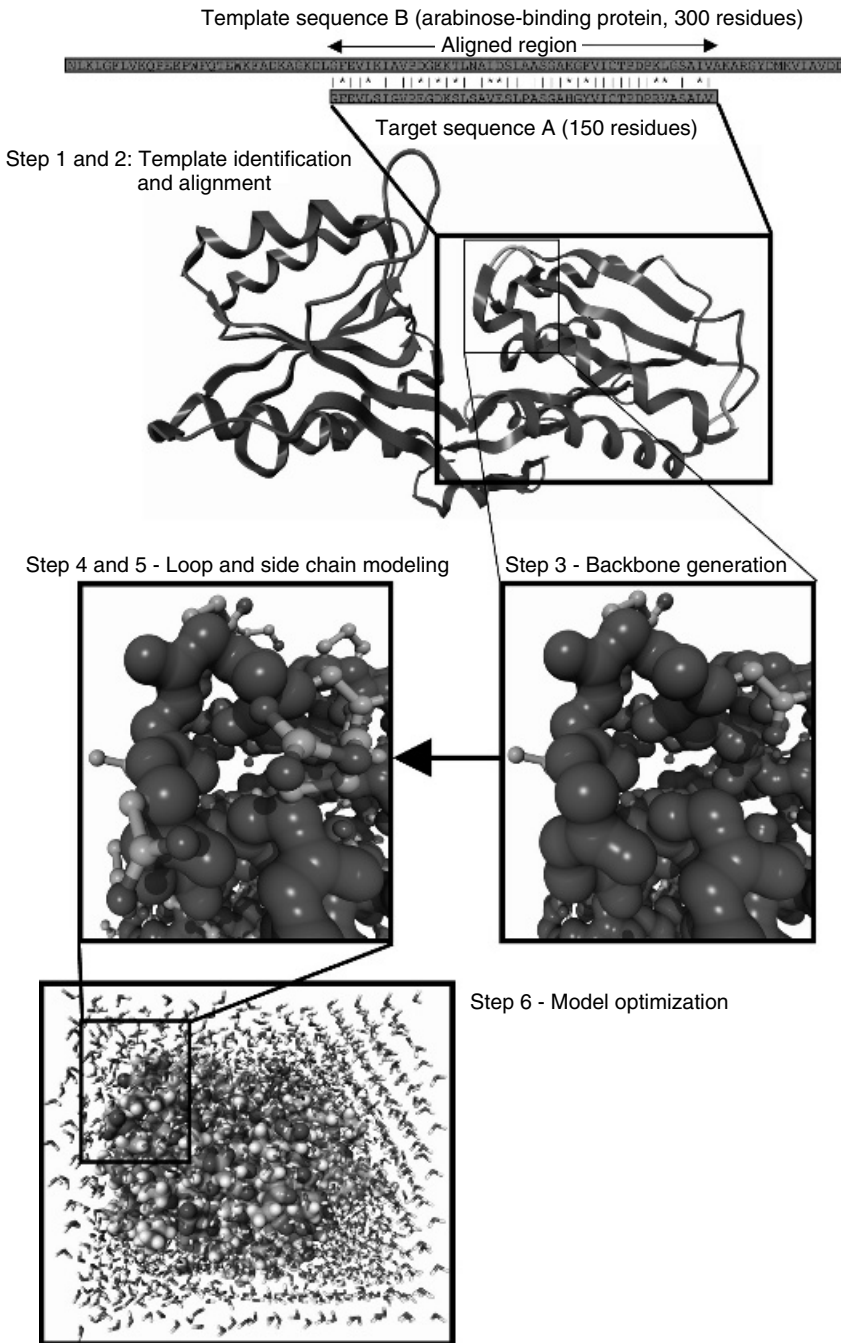 Template sequence B (arabinose-binding protein, 300 residues)
Aligned region
Target sequence A (150 residues)
Step 1 and 2: Template identification
and alignment
Step 4 and 5 - Loop and side chain modeling
Step 3 - Backbone generation
Step 6 - Model optimization